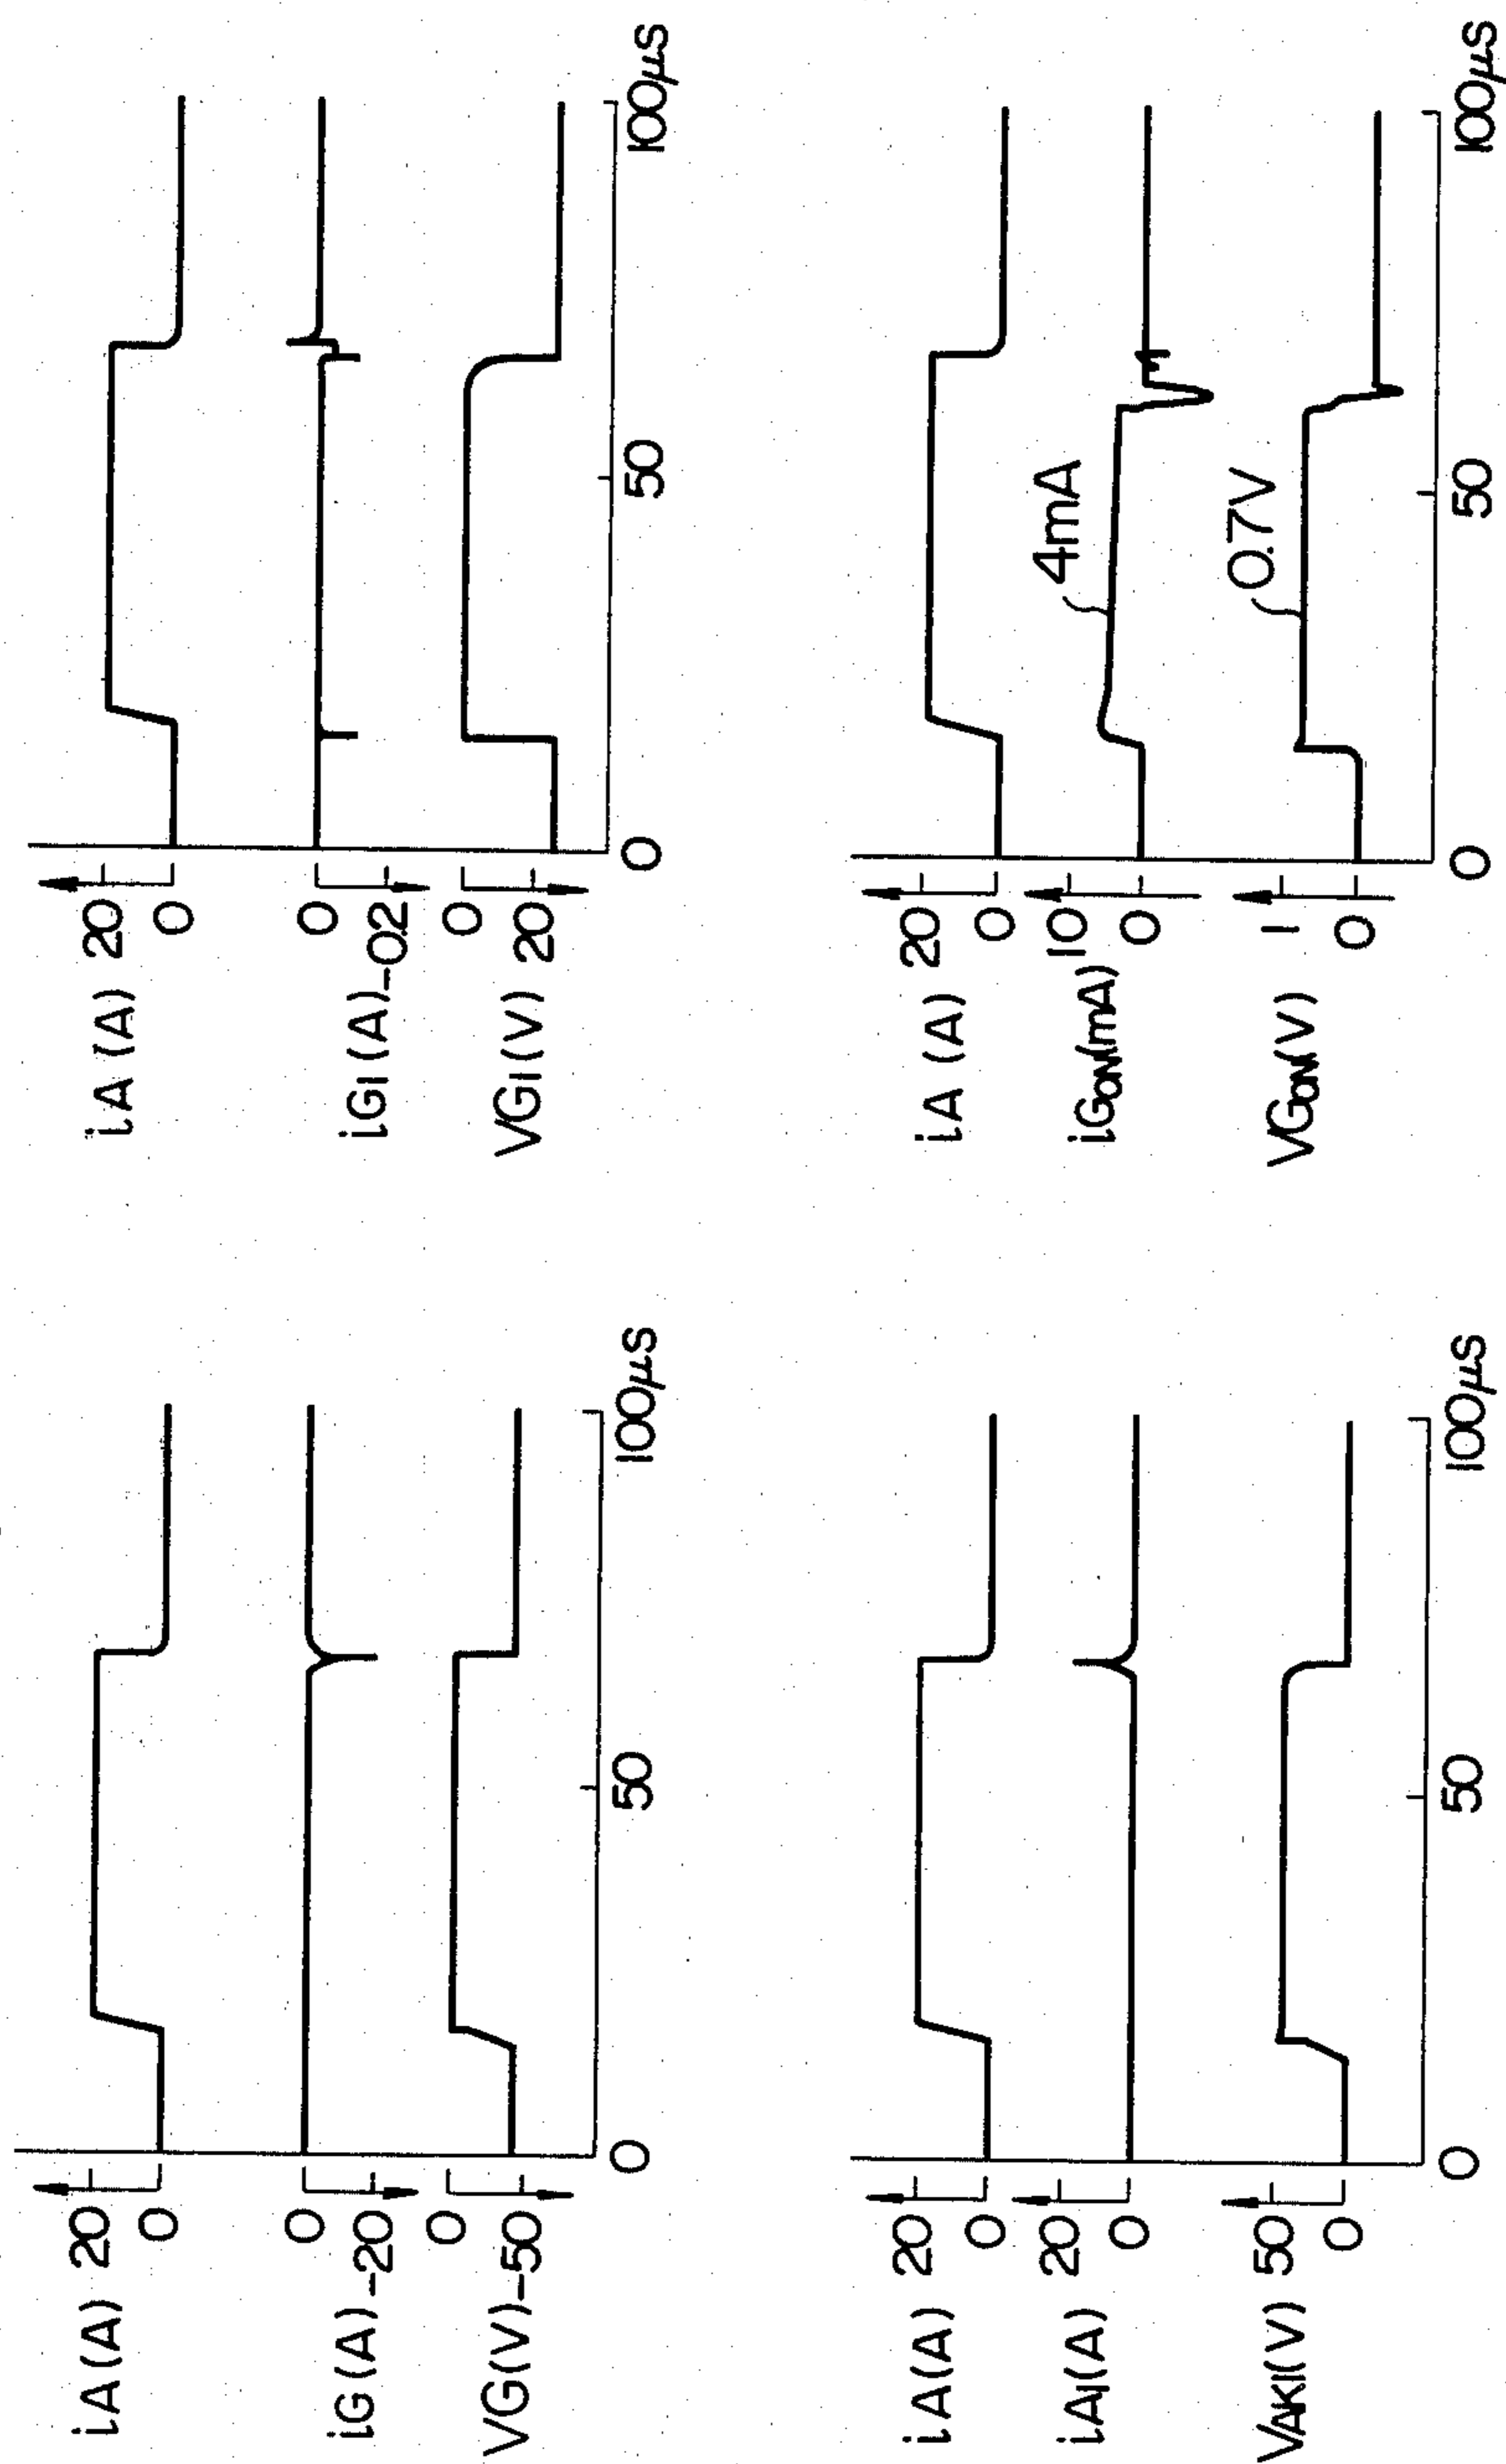 iA(A) 20
0
iG(A) -20
0
VG(V) -50
0
0 50 100μs
iA(A) 20
0
iG1(A) -0.2
0
VG1(V) 20
0
0 50 100μs
iA(A) 20
0
iA1(A) 20
0
VAK1(V) 50
0
0 50 100μs
iA(A) 20
0
iGON(mA) 10
0
4mA
VGON(V) 1
0
0.7V
0 50 100μs